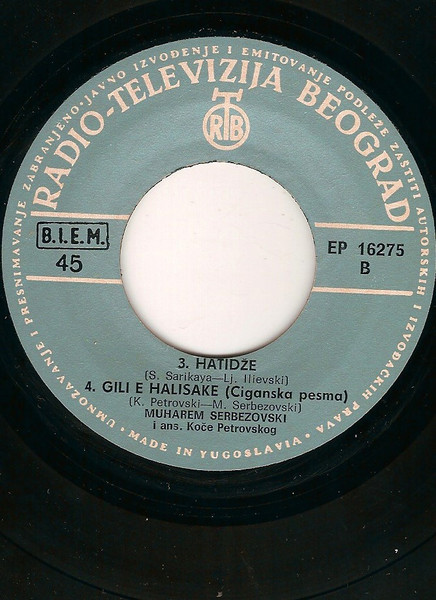 UMNOŽAVANJE I PRESNIMAVANJE ZABRANJENO • JAVNO IZVOĐENJE I EMITOVANJE PODLEŽE ZAŠTITI AUTORSKIH I IZVOĐAČKIH PRAVA •
RADIO-TELEVIZIJA BEOGRAD
RTB
B.I.E.M.
45
EP 16275
B
3. HATIDŽE
(S. Sarikaya—Lj. Ilievski)
4. GILI E HALISAKE (Ciganska pesma)
(K. Petrovski—M. Serbezovski)
MUHAREM SERBEZOVSKI
i ans. Koče Petrovskog
MADE IN YUGOSLAVIA •